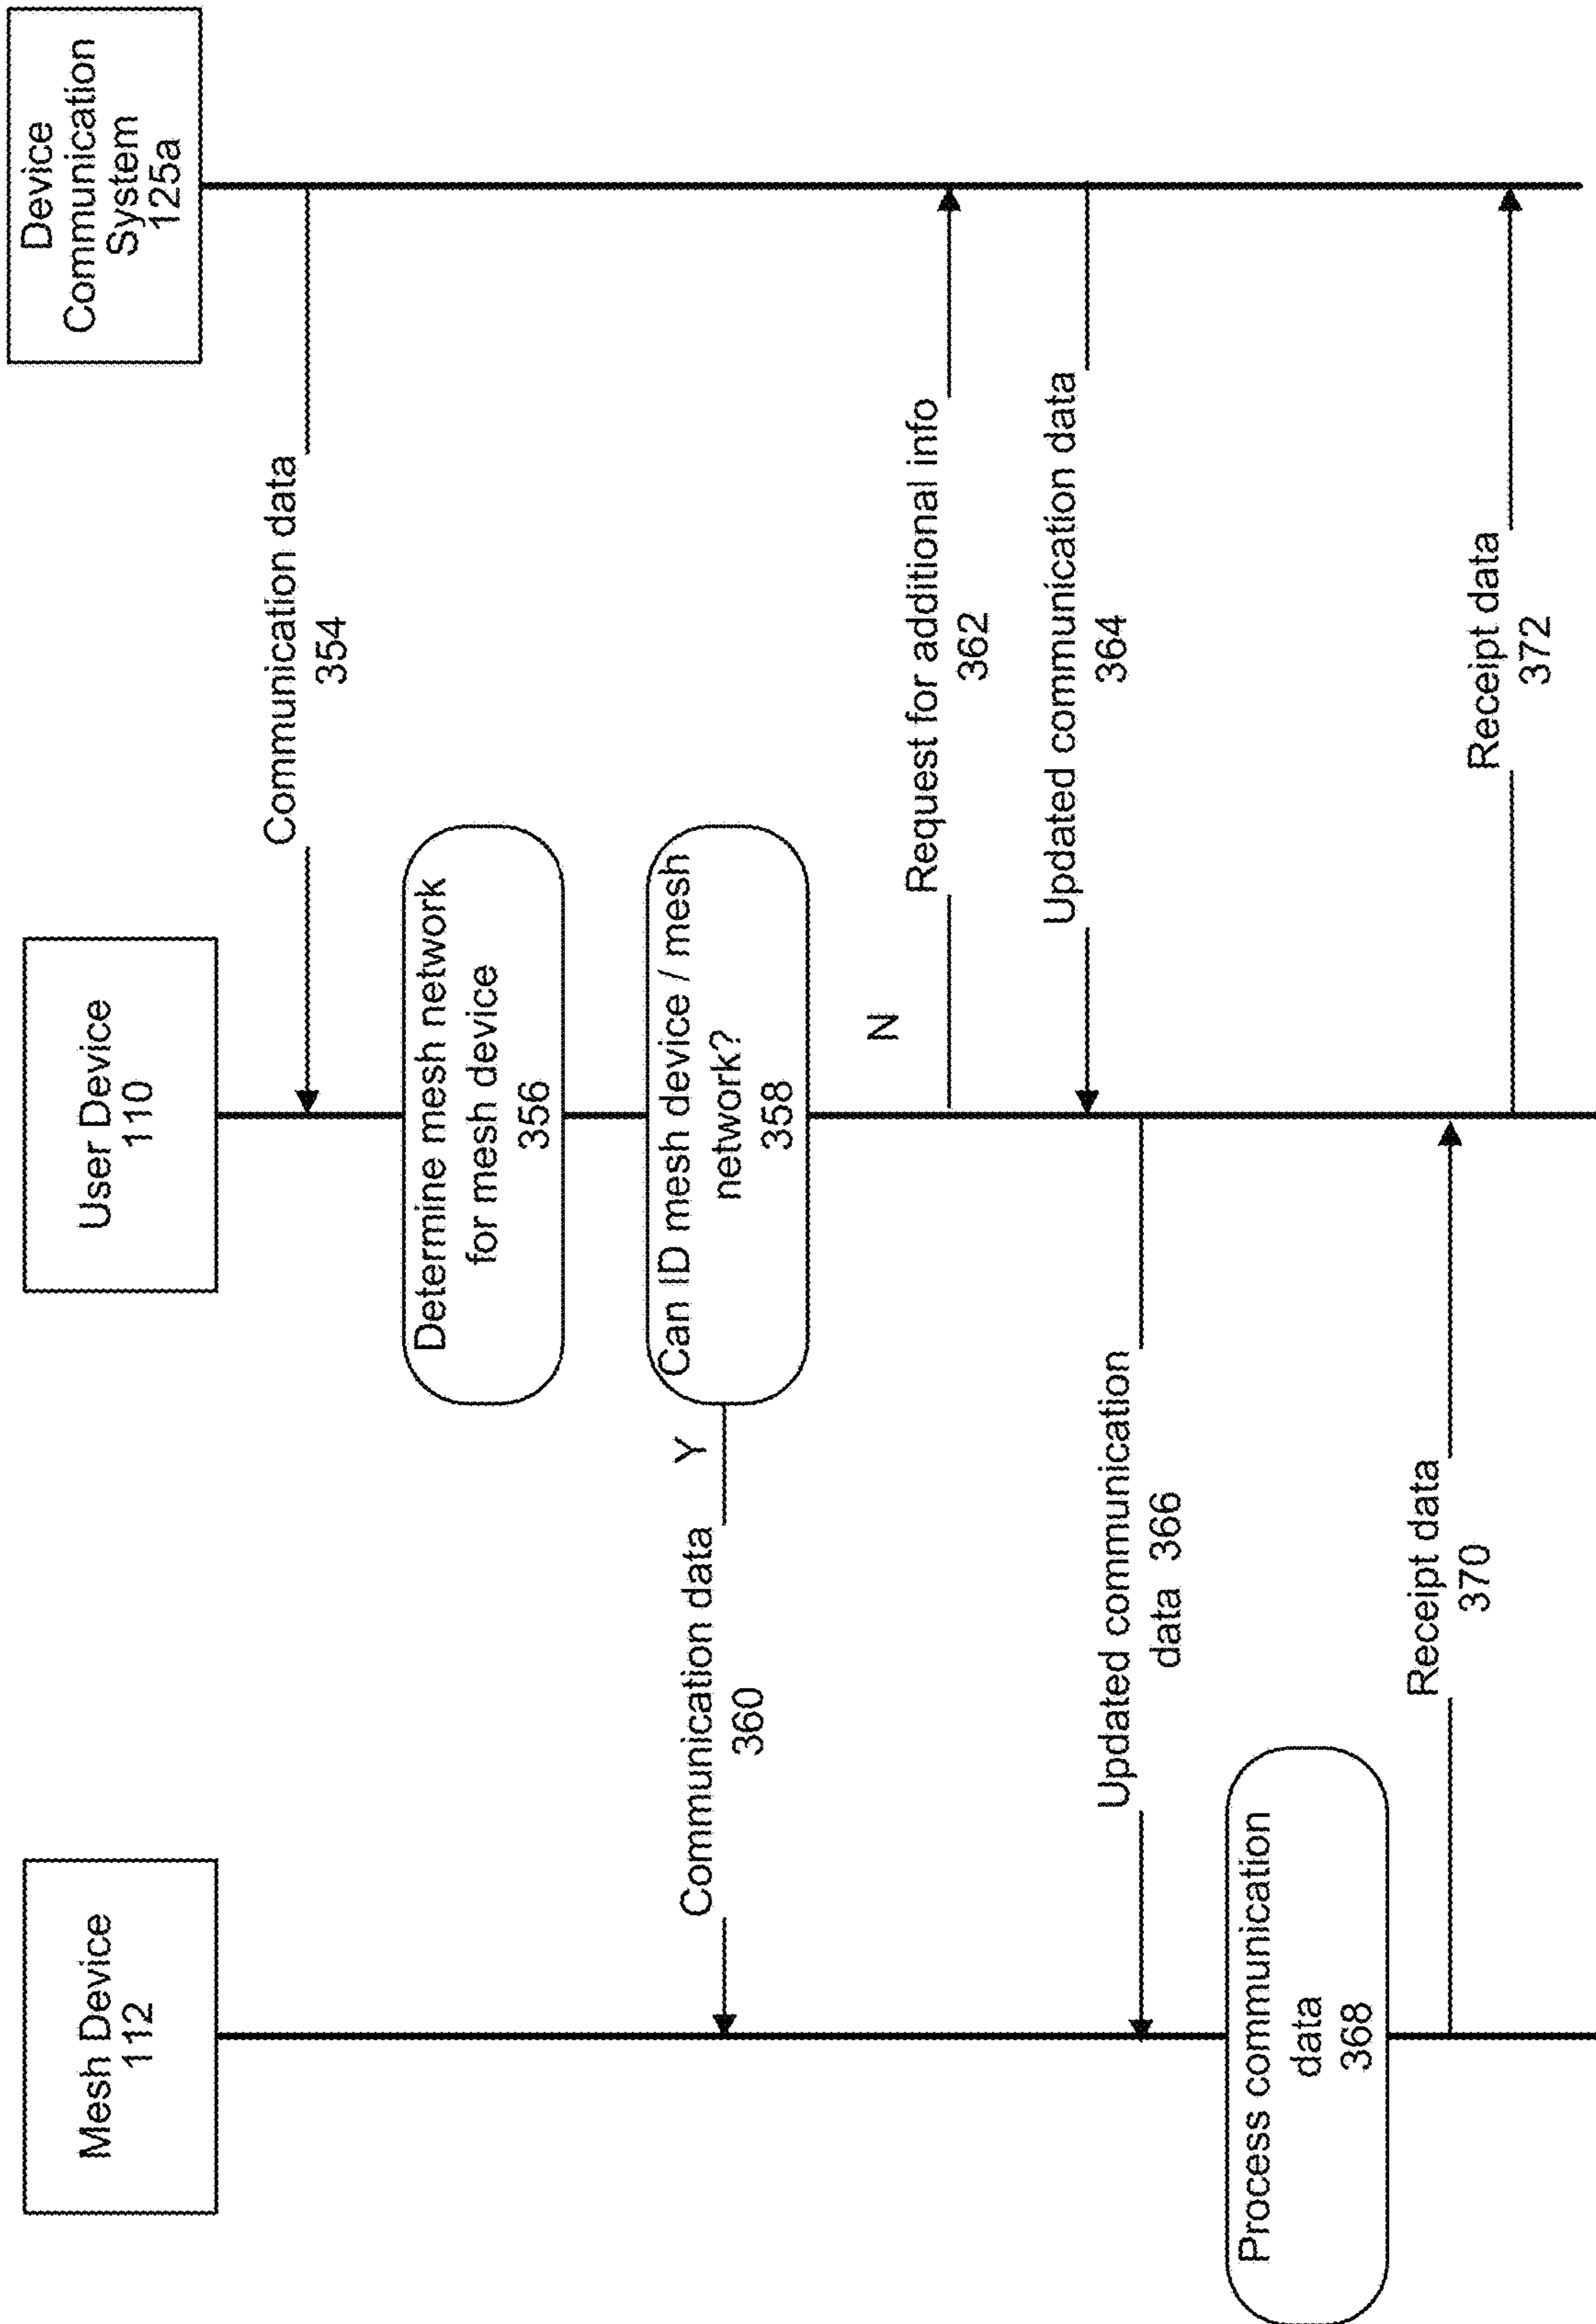 Mesh Device
112
User Device
110
Device
Communication
System
125a
Communication data
354
Determine mesh network
for mesh device
356
Can ID mesh device / mesh
network?
358
Y
Communication data
360
N
Request for additional info
362
Updated communication data
364
Updated communication
data 366
Process communication
data
368
Receipt data
370
Receipt data
372